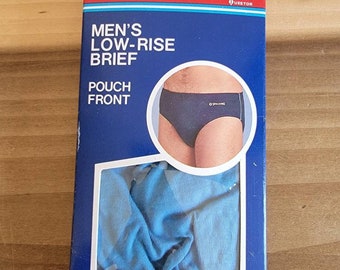 MEN'S
LOW-RISE
BRIEF
POUCH
FRONT